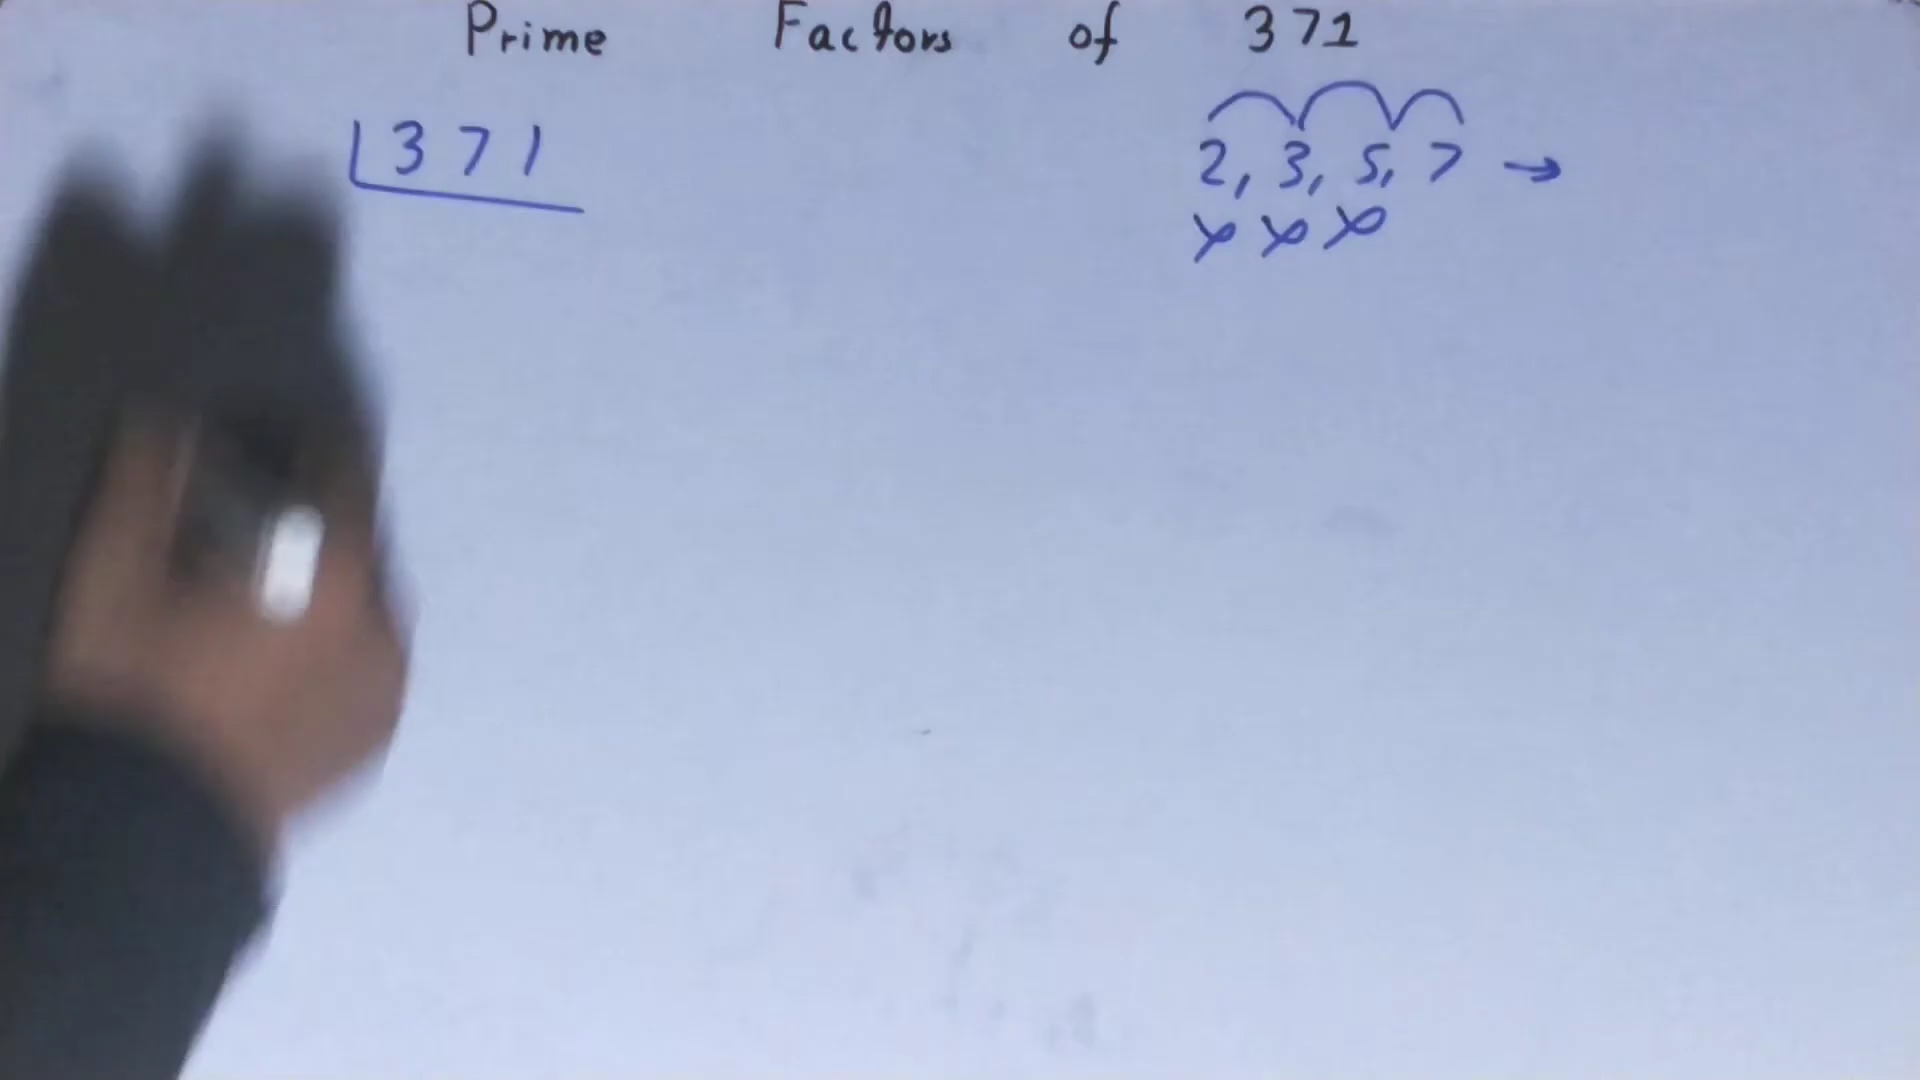 Prime Factors of 371
371
2, 3, 5, 7 →
x x x